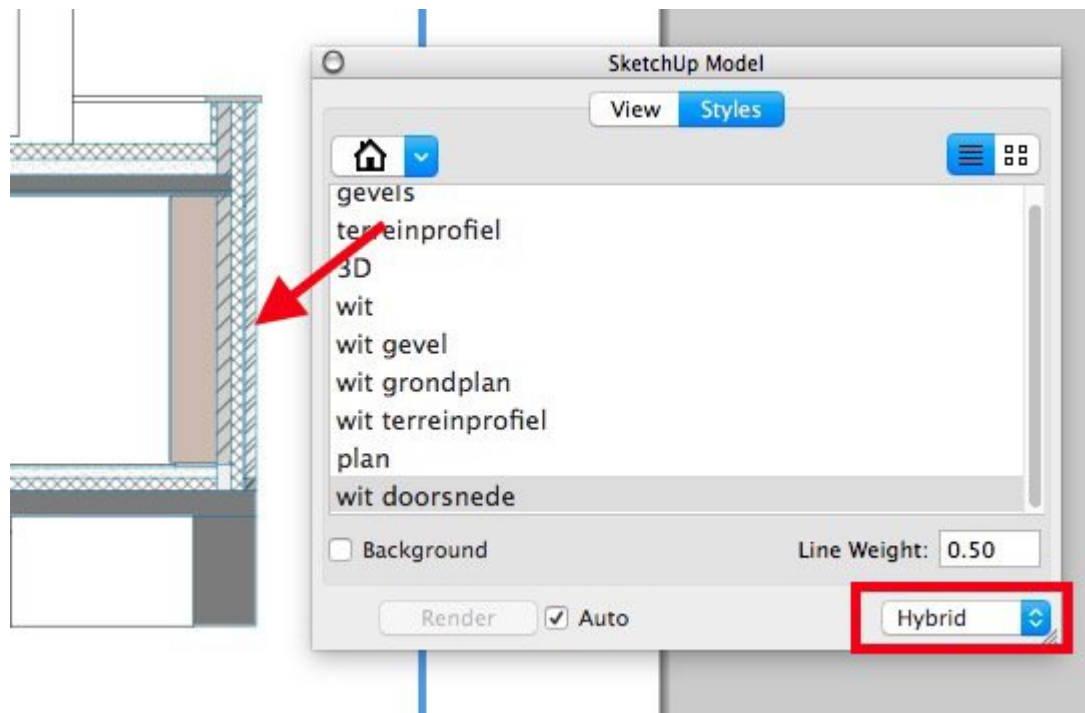 SketchUp Model
View Styles
gevels
terreinprofiel
3D
wit
wit gevel
wit grondplan
wit terreinprofiel
plan
wit doorsnede
Background Line Weight: 0.50
Render Auto Hybrid